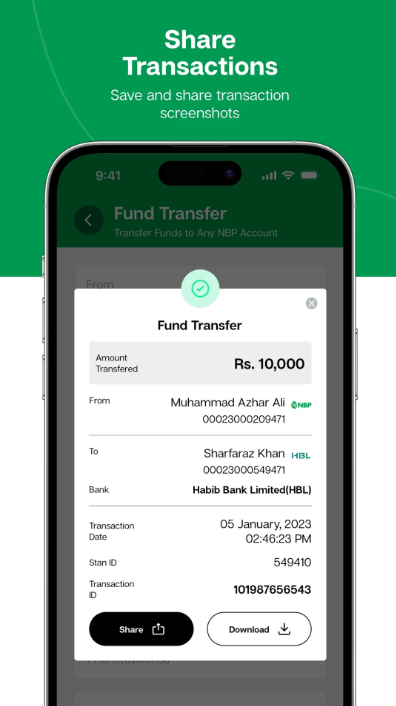 Share
Transactions
Save and share transaction
screenshots
9:41
Fund Transfer
Transfer Funds to Any NBP Account
From
Fund Transfer
Amount
Transfered
Rs. 10,000
From
Muhammad Azhar Ali NBP
00023000209471
To
Sharfaraz Khan HBL
00023000549471
Bank
Habib Bank Limited(HBL)
Transaction
Date
05 January, 2023
02:46:23 PM
Stan ID
549410
Transaction
ID
101987656543
Share
Download
Phone(optional)